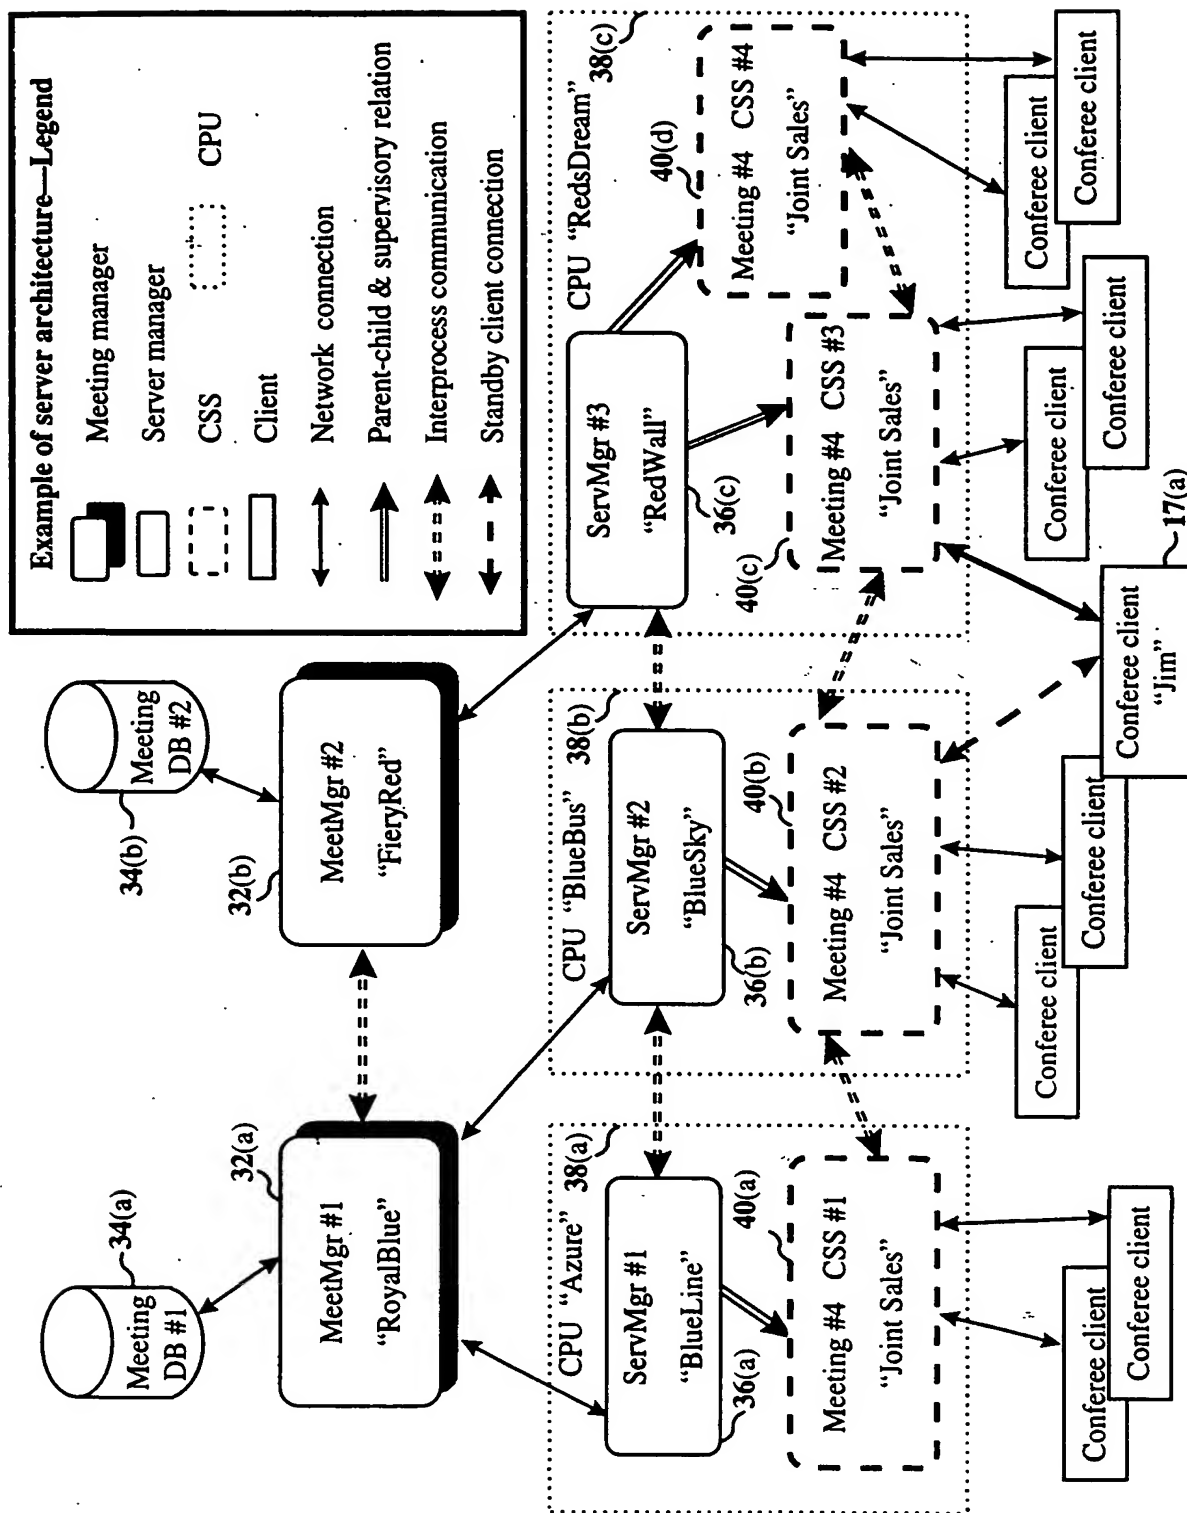 Example of server architecture—Legend
Meeting manager
Server manager
CSS
CPU
Client
Network connection
Parent-child & supervisory relation
Interprocess communication
Standby client connection
34(a)
Meeting
DB #1
34(b)
Meeting
DB #2
32(a)
MeetMgr #1
“RoyalBlue”
32(b)
MeetMgr #2
“FieryRed”
CPU “Azure”
38(a)
ServMgr #1
“BlueLine”
36(a)
40(a)
Meeting #4 CSS #1
“Joint Sales”
CPU “BlueBus”
38(b)
ServMgr #2
“BlueSky”
36(b)
40(b)
Meeting #4 CSS #2
“Joint Sales”
CPU “RedsDream”
38(c)
ServMgr #3
“RedWall”
36(c)
40(c)
Meeting #4 CSS #3
“Joint Sales”
40(d)
Meeting #4 CSS #4
“Joint Sales”
Conferee client
Conferee client
Conferee client
Conferee client
Conferee client
“Jim”
17(a)
Conferee client
Conferee client
Conferee client
Conferee client